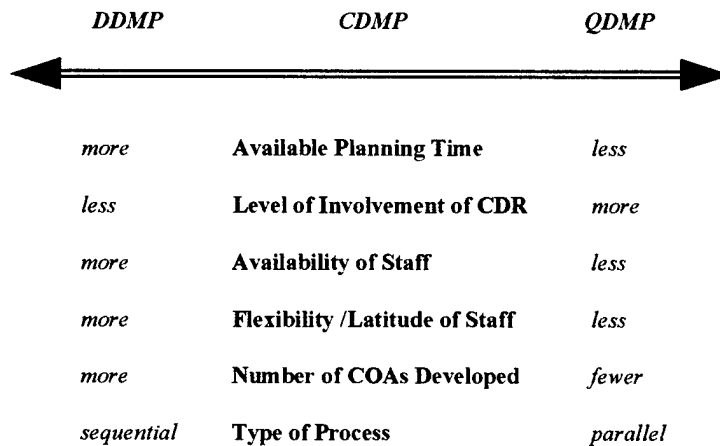 DDMP CDMP QDMP
more Available Planning Time less
less Level of Involvement of CDR more
more Availability of Staff less
more Flexibility /Latitude of Staff less
more Number of COAs Developed fewer
sequential Type of Process parallel